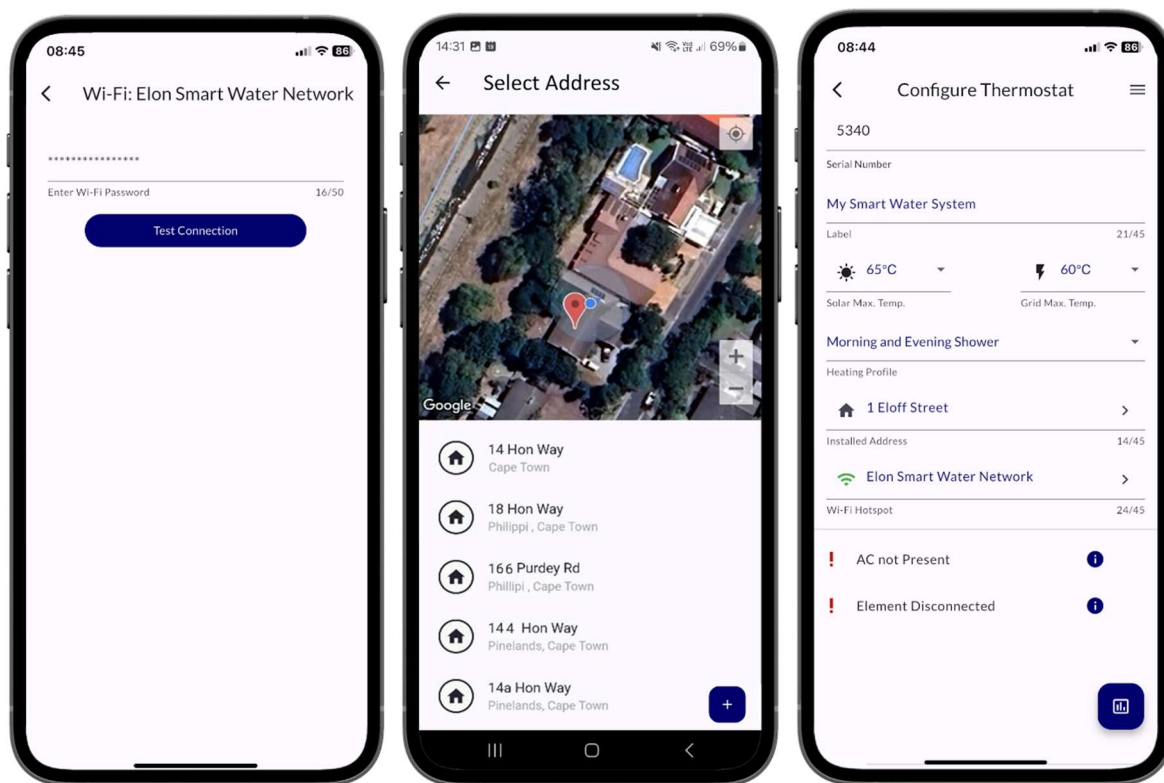 08:45
86
Wi-Fi: Elon Smart Water Network
****************
Enter Wi-Fi Password
16/50
Test Connection
14:31
69%
Select Address
Google
14 Hon Way
Cape Town
18 Hon Way
Philippi , Cape Town
166 Purdey Rd
Phillipi , Cape Town
144 Hon Way
Pinelands, Cape Town
14a Hon Way
Pinelands, Cape Town
08:44
86
Configure Thermostat
5340
Serial Number
My Smart Water System
Label
21/45
65°C
60°C
Solar Max. Temp.
Grid Max. Temp.
Morning and Evening Shower
Heating Profile
1 Eloff Street
Installed Address
14/45
Elon Smart Water Network
Wi-Fi Hotspot
24/45
! AC not Present
! Element Disconnected